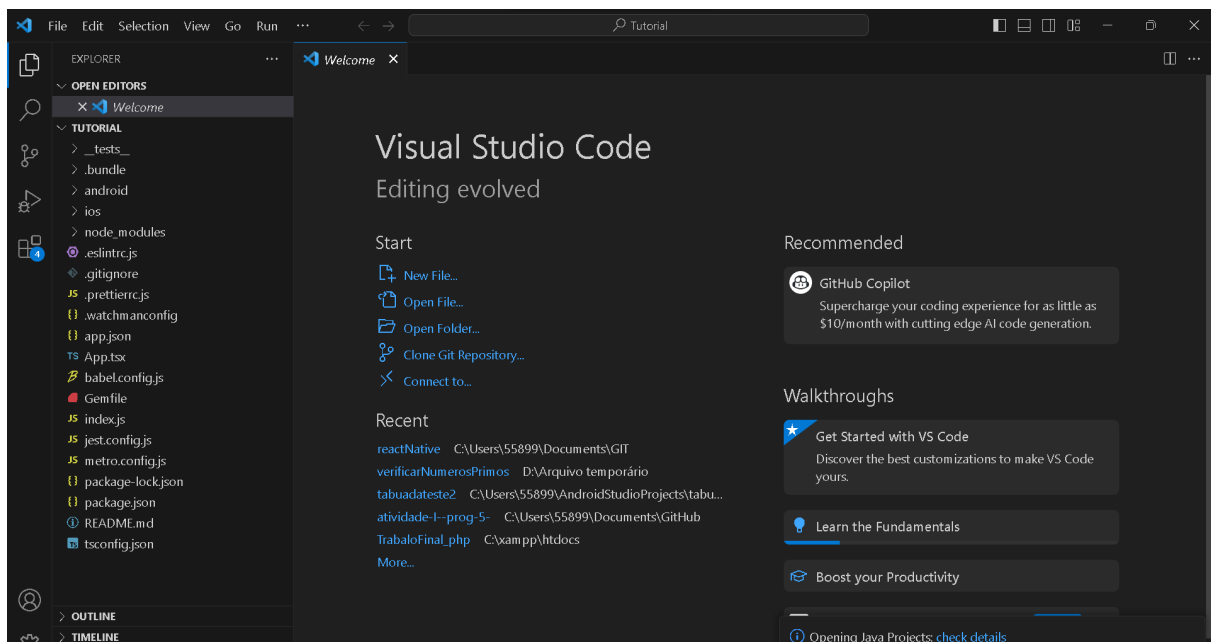 File Edit Selection View Go Run ··· Tutorial
EXPLORER ···
OPEN EDITORS
Welcome
TUTORIAL
__tests__
.bundle
android
ios
node_modules
.eslintrc.js
.gitignore
JS .prettierrc.js
{} .watchmanconfig
{} app.json
TS App.tsx
babel.config.js
Gemfile
JS index.js
JS jest.config.js
JS metro.config.js
{} package-lock.json
{} package.json
README.md
TS tsconfig.json
OUTLINE
TIMELINE
4
Welcome
Visual Studio Code
Editing evolved
Start
New File...
Open File...
Open Folder...
Clone Git Repository...
Connect to...
Recent
reactNative C:\Users\55899\Documents\GIT
verificarNumerosPrimos D:\Arquivo temporário
tabuadateste2 C:\Users\55899\AndroidStudioProjects\tabu...
atividade-I--prog-5- C:\Users\55899\Documents\GitHub
TrabaloFinal_php C:\xampp\htdocs
More...
Recommended
GitHub Copilot
Supercharge your coding experience for as little as
$10/month with cutting edge AI code generation.
Walkthroughs
Get Started with VS Code
Discover the best customizations to make VS Code
yours.
Learn the Fundamentals
Boost your Productivity
Opening Java Projects: check details